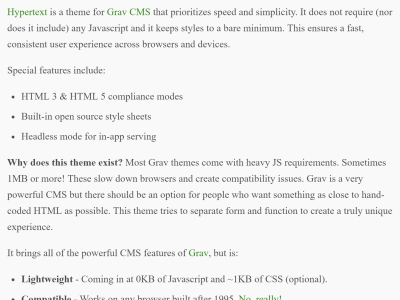 Hypertext is a theme for Grav CMS that prioritizes speed and simplicity. It does not require (nor
does it include) any Javascript and it keeps styles to a bare minimum. This ensures a fast,
consistent user experience across browsers and devices.
Special features include:
• HTML 3 & HTML 5 compliance modes
• Built-in open source style sheets
• Headless mode for in-app serving
Why does this theme exist? Most Grav themes come with heavy JS requirements. Sometimes
1MB or more! These slow down browsers and create compatibility issues. Grav is a very
powerful CMS but there should be an option for people who want something as close to hand-
coded HTML as possible. This theme tries to separate form and function to create a truly unique
experience.
It brings all of the powerful CMS features of Grav, but is:
• Lightweight - Coming in at 0KB of Javascript and ~1KB of CSS (optional).
• Compatible - Works on any browser built after 1995. No, really!